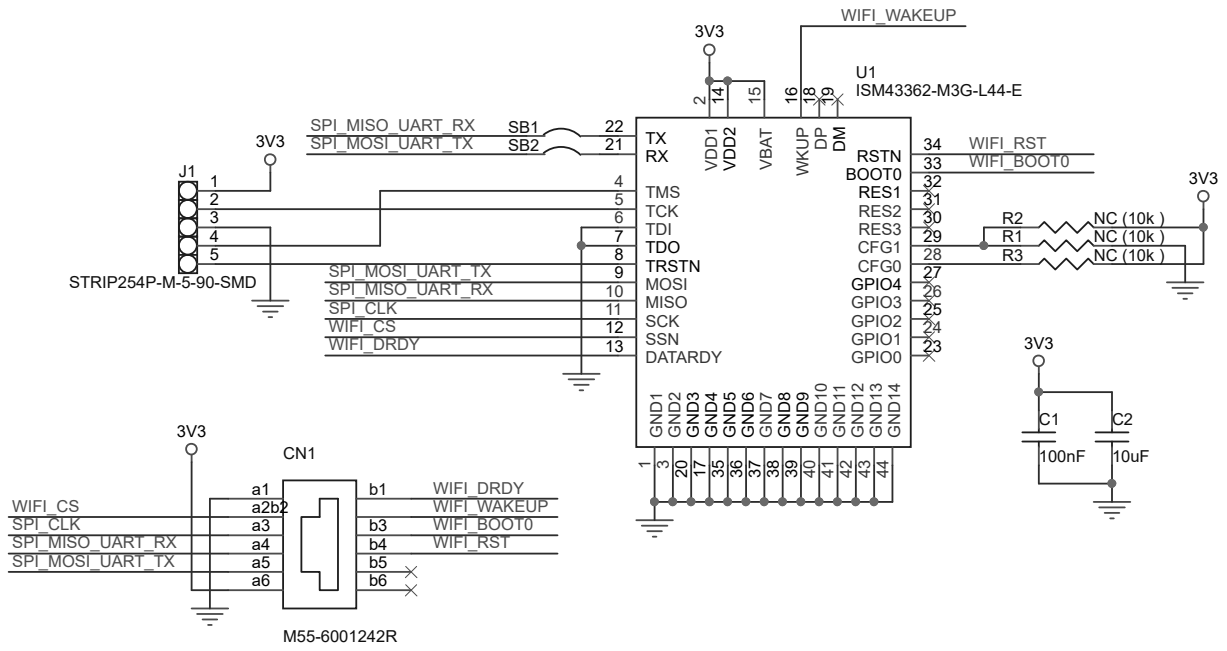 WIFI_WAKEUP
3V3
U1
ISM43362-M3G-L44-E
2 14 15 16 18 19
VDD1 VDD2 VBAT WKUP DP DM
SPI_MISO_UART_RX SB1 22 TX
SPI_MOSI_UART_TX SB2 21 RX
RSTN 34 WIFI_RST
BOOT0 33 WIFI_BOOT0
RES1 32
RES2 31
RES3 30
CFG1 29
CFG0 28
GPIO4 27
GPIO3 26
GPIO2 25
GPIO1 24
GPIO0 23
3V3
R2 NC (10k )
R1 NC (10k )
R3 NC (10k )
3V3
J1
1
2
3
4
5
STRIP254P-M-5-90-SMD
4 TMS
5 TCK
6 TDI
7 TDO
8 TRSTN
SPI_MOSI_UART_TX 9 MOSI
SPI_MISO_UART_RX 10 MISO
SPI_CLK 11 SCK
WIFI_CS 12 SSN
WIFI_DRDY 13 DATARDY
GND1 GND2 GND3 GND4 GND5 GND6 GND7 GND8 GND9 GND10 GND11 GND12 GND13 GND14
1 3 20 17 35 36 37 38 39 40 41 42 43 44
3V3
C1 C2
100nF 10uF
3V3
CN1
a1 b1 WIFI_DRDY
WIFI_CS a2 b2 WIFI_WAKEUP
SPI_CLK a3 b3 WIFI_BOOT0
SPI_MISO_UART_RX a4 b4 WIFI_RST
SPI_MOSI_UART_TX a5 b5
a6 b6
M55-6001242R